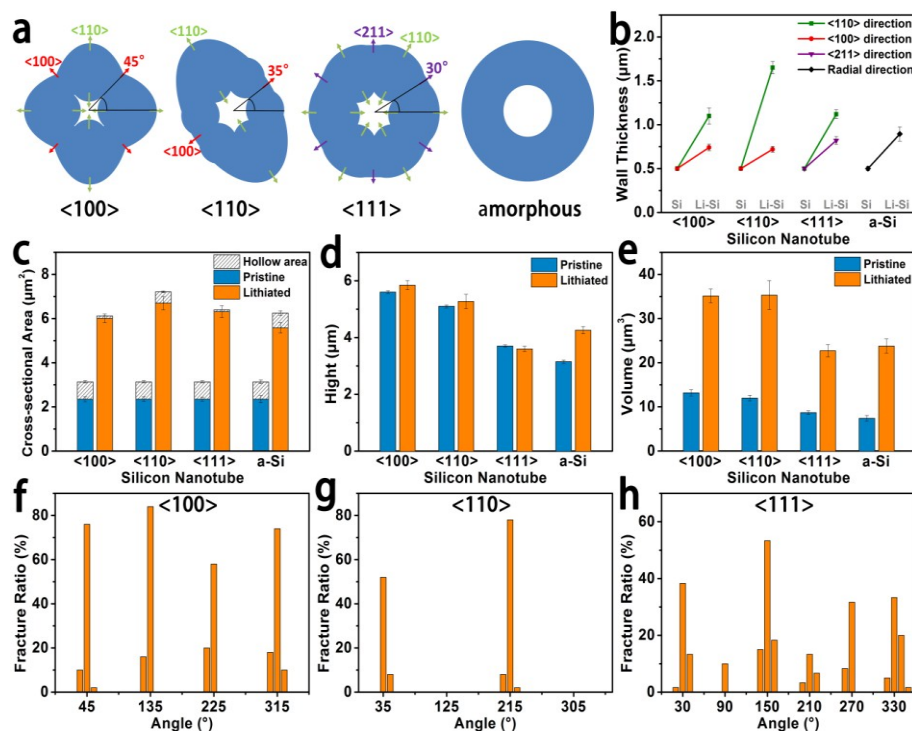 a
<110>
<100>
45°
<100>
<110>
35°
<100>
<110>
<211>
<110>
30°
<111>
amorphous
b
Wall Thickness (μm)
2.0
1.5
1.0
0.5
0.0
<110> direction
<100> direction
<211> direction
Radial direction
Si Li-Si Si Li-Si Si Li-Si Si Li-Si
<100> <110> <111> a-Si
Silicon Nanotube
c
Cross-sectional Area (μm²)
8
6
4
2
0
Hollow area
Pristine
Lithiated
<100> <110> <111> a-Si
Silicon Nanotube
d
Hight (μm)
6
4
2
0
Pristine
Lithiated
<100> <110> <111> a-Si
Silicon Nanotube
e
Volume (μm³)
40
30
20
10
0
Pristine
Lithiated
<100> <110> <111> a-Si
Silicon Nanotube
f
<100>
Fracture Ratio (%)
80
60
40
20
0
45 135 225 315
Angle (°)
g
<110>
Fracture Ratio (%)
80
60
40
20
0
35 125 215 305
Angle (°)
h
<111>
Fracture Ratio (%)
60
40
20
0
30 90 150 210 270 330
Angle (°)